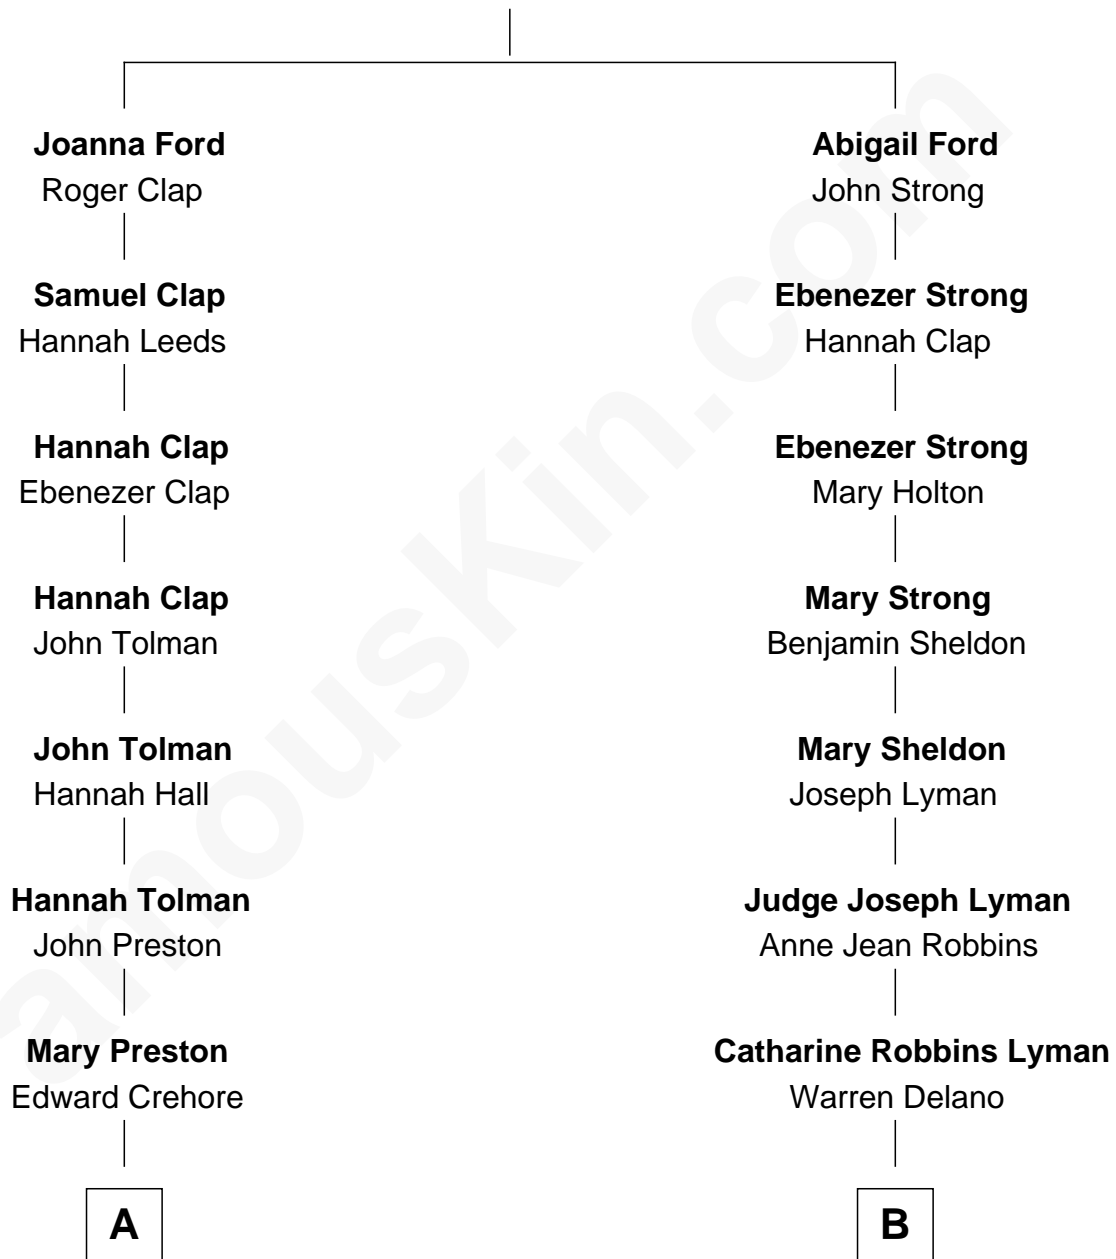 Joanna Ford
Roger Clap
Samuel Clap
Hannah Leeds
Hannah Clap
Ebenezer Clap
Hannah Clap
John Tolman
John Tolman
Hannah Hall
Hannah Tolman
John Preston
Mary Preston
Edward Crehore
A
Abigail Ford
John Strong
Ebenezer Strong
Hannah Clap
Ebenezer Strong
Mary Holton
Mary Strong
Benjamin Sheldon
Mary Sheldon
Joseph Lyman
Judge Joseph Lyman
Anne Jean Robbins
Catharine Robbins Lyman
Warren Delano
B
amouskin.com